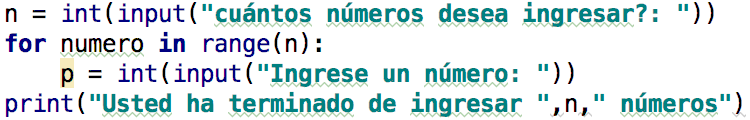 n = int(input("cuántos números desea ingresar?: "))
for numero in range(n):
    p = int(input("Ingrese un número: "))
print("Usted ha terminado de ingresar ",n," números")